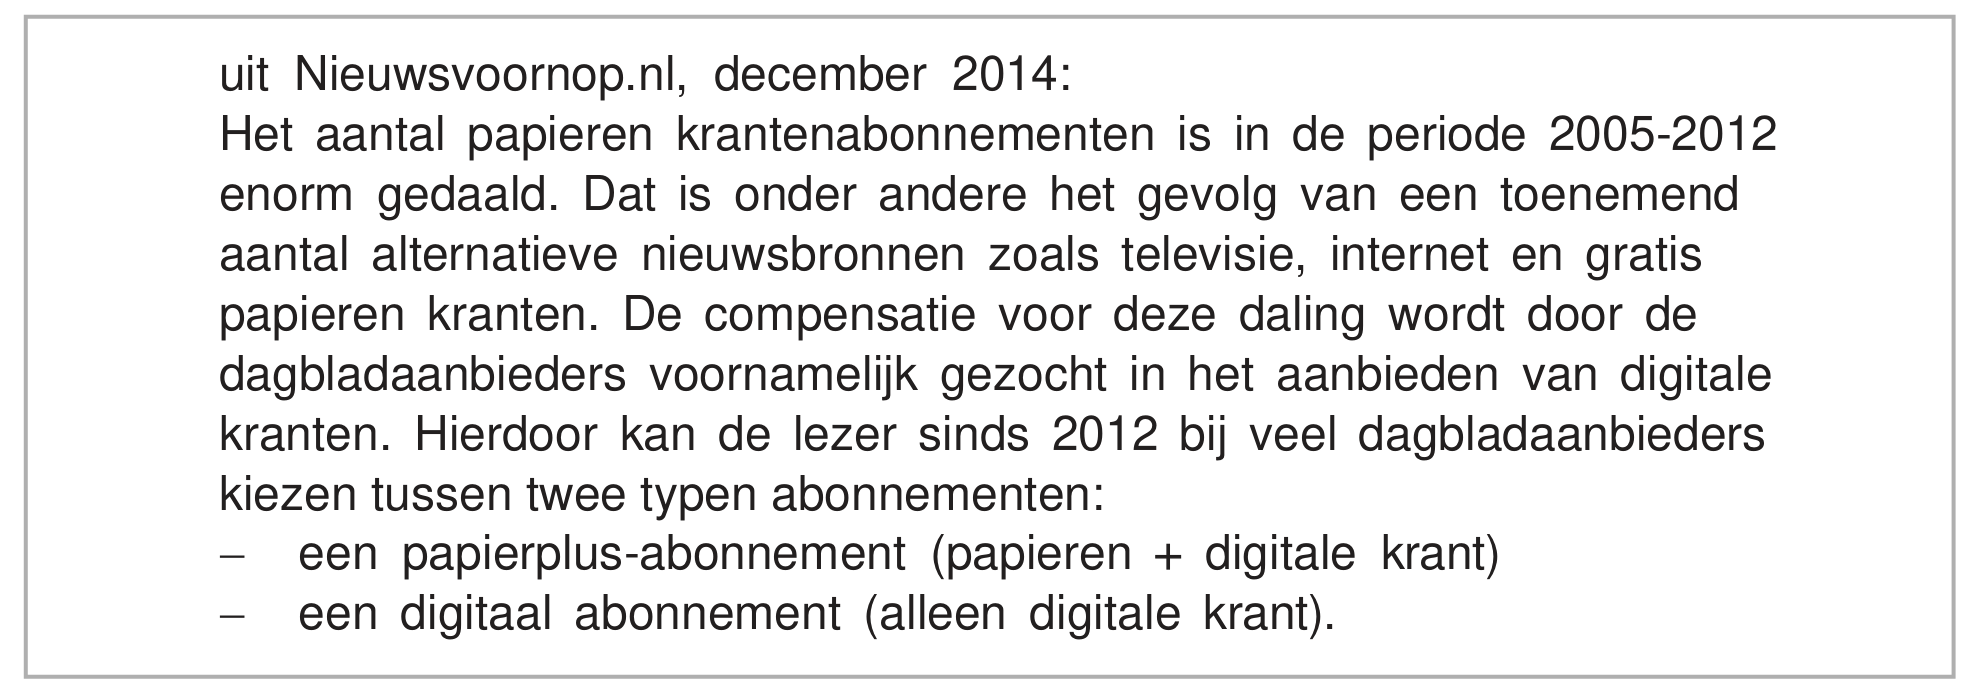 uit Nieuwsvoornop.nl, december 2014:
Het aantal papieren krantenabonnementen is in de periode 2005-2012
enorm gedaald. Dat is onder andere het gevolg van een toenemend
aantal alternatieve nieuwsbronnen zoals televisie, internet en gratis
papieren kranten. De compensatie voor deze daling wordt door de
dagbladaanbieders voornamelijk gezocht in het aanbieden van digitale
kranten. Hierdoor kan de lezer sinds 2012 bij veel dagbladaanbieders
kiezen tussen twee typen abonnementen:
– een papierplus-abonnement (papieren + digitale krant)
– een digitaal abonnement (alleen digitale krant).